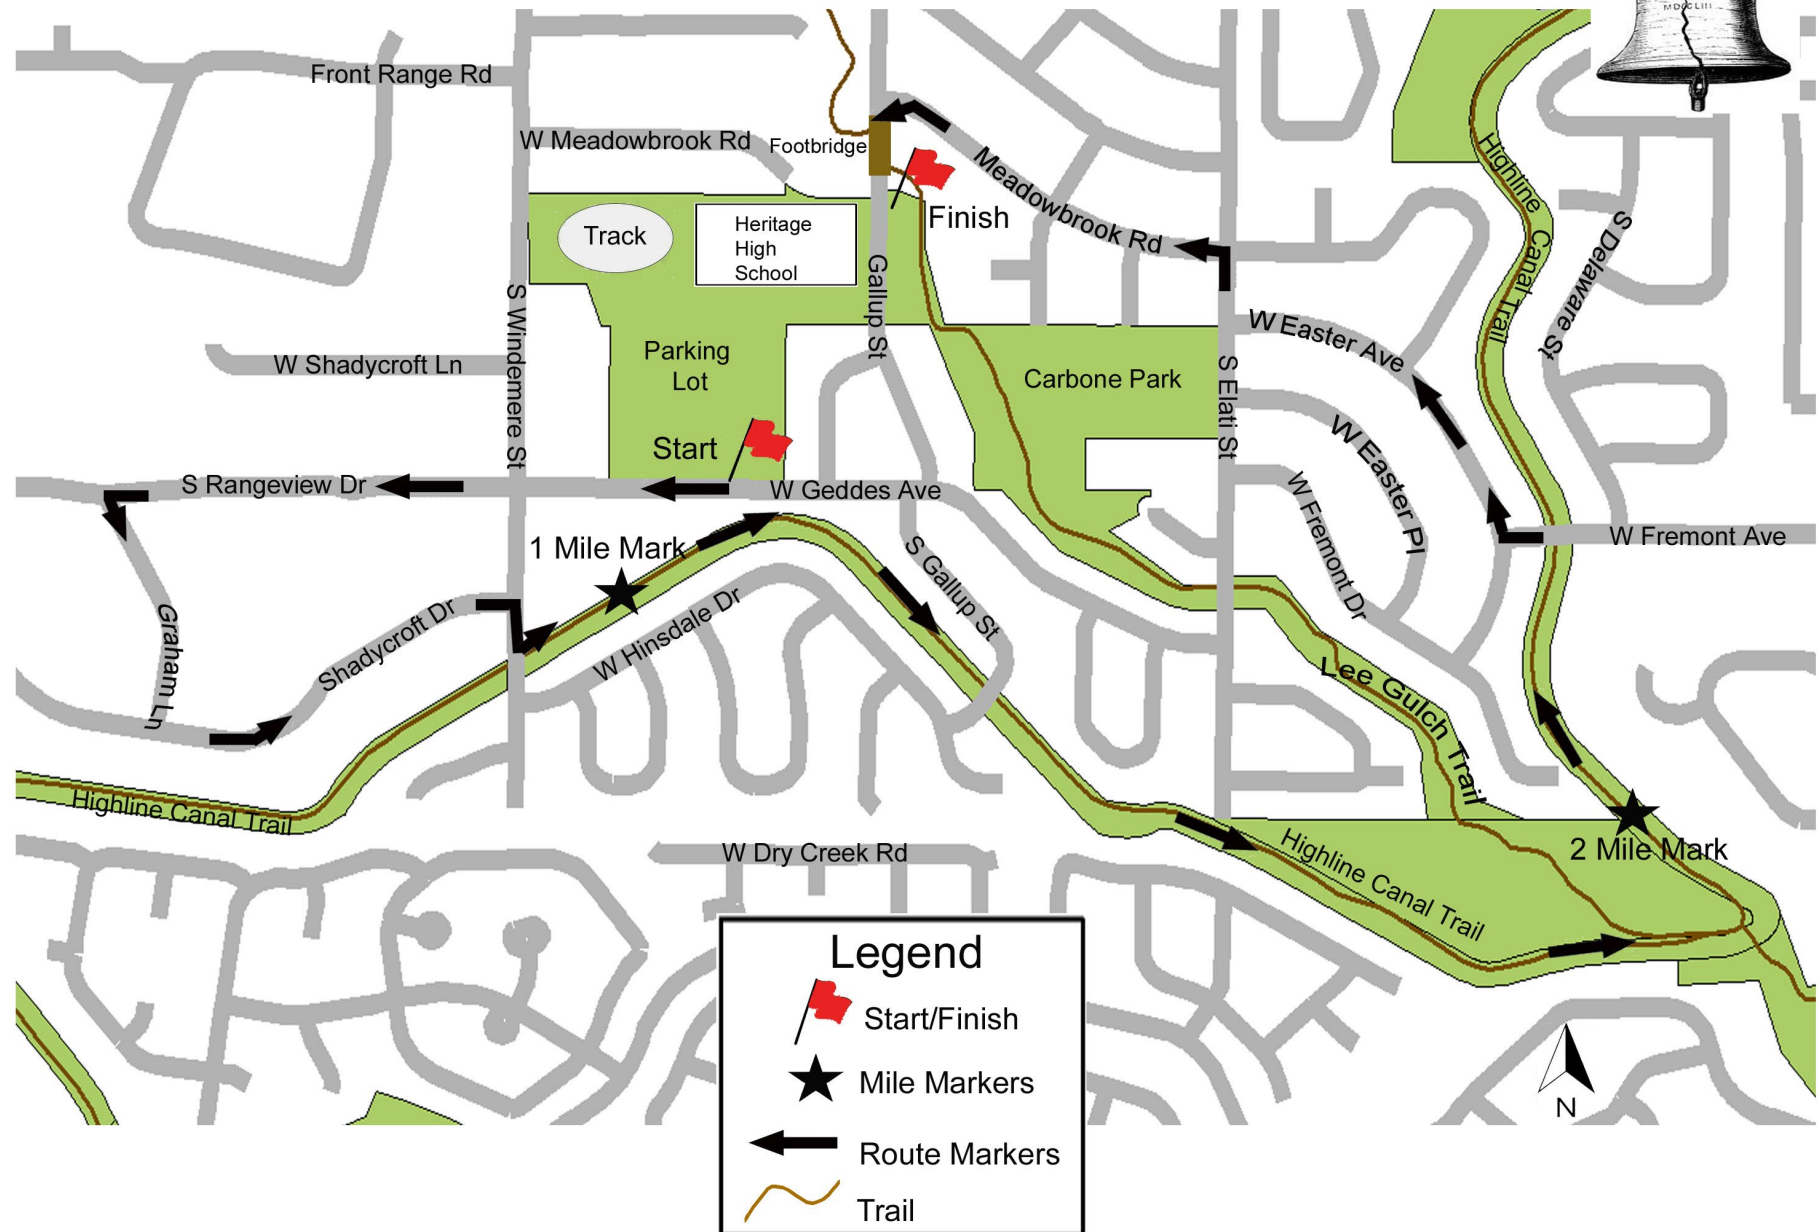 MDCCLIII
Front Range Rd
W Meadowbrook Rd
Footbridge
Meadowbrook Rd
Finish
Track
Heritage
High
School
Gallup St
S Windemere St
Highline
Canal Trail
S Delaware St
W Easter Ave
W Shadycroft Ln
Parking
Lot
Carbone Park
S Elati St
Start
W Easter Pl
S Rangeview Dr
W Geddes Ave
W Fremont Dr
W Fremont Ave
1 Mile Mark
S Gallup St
Graham Ln
Shadycroft Dr
W Hinsdale Dr
Lee Gulch Trail
Highline Canal Trail
W Dry Creek Rd
Highline Canal Trail
2 Mile Mark
Legend
Start/Finish
Mile Markers
Route Markers
Trail
N